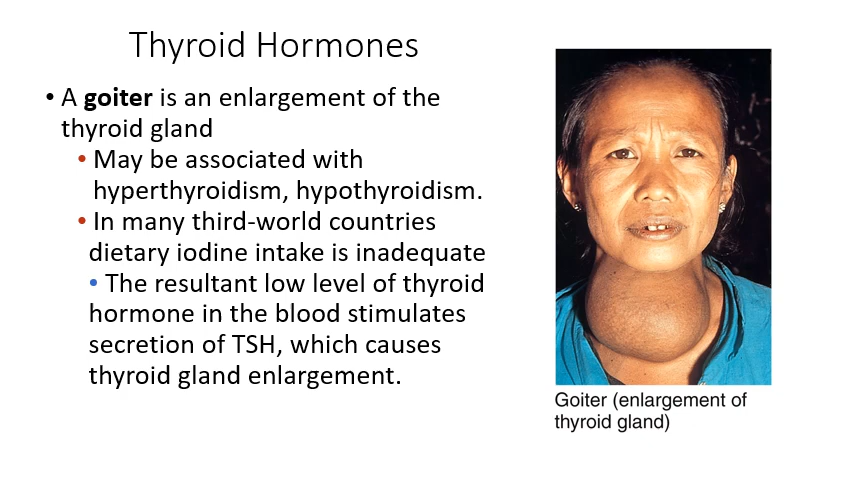 Thyroid Hormones
• A goiter is an enlargement of the
thyroid gland
• May be associated with
hyperthyroidism, hypothyroidism.
• In many third-world countries
dietary iodine intake is inadequate
• The resultant low level of thyroid
hormone in the blood stimulates
secretion of TSH, which causes
thyroid gland enlargement.
Goiter (enlargement of
thyroid gland)